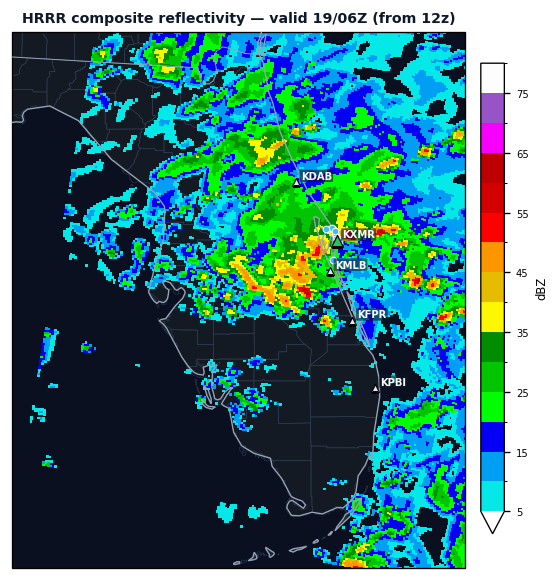 HRRR composite reflectivity — valid 19/06Z (from 12z)
KDAB
KXMR
KMLB
KFPR
KPBI
75
65
55
45
35
25
15
5
dBZ